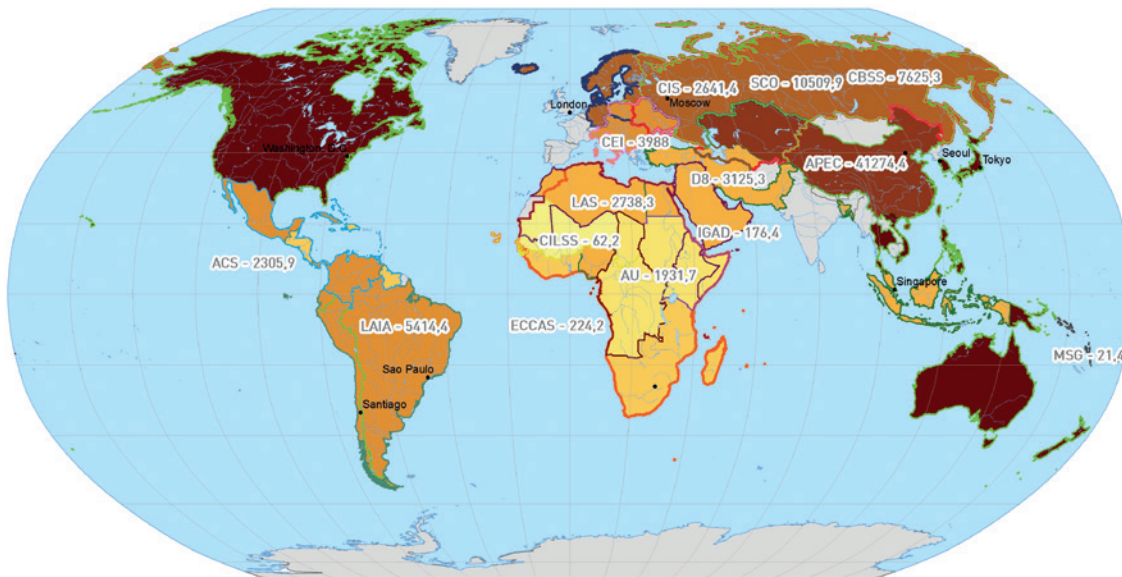 CIS - 2641,4
SCO - 10509,9
CBSS - 7625,3
London
Moscow
Washington, D.C.
CEI - 3988
Seoul
Tokyo
APEC - 41274,4
D8 - 3125,3
LAS - 2738,3
CILSS - 62,2
IGAD - 176,4
ACS - 2305,9
AU - 1931,7
Singapore
LAIA - 5414,4
ECCAS - 224,2
MSG - 21,4
Sao Paulo
Santiago